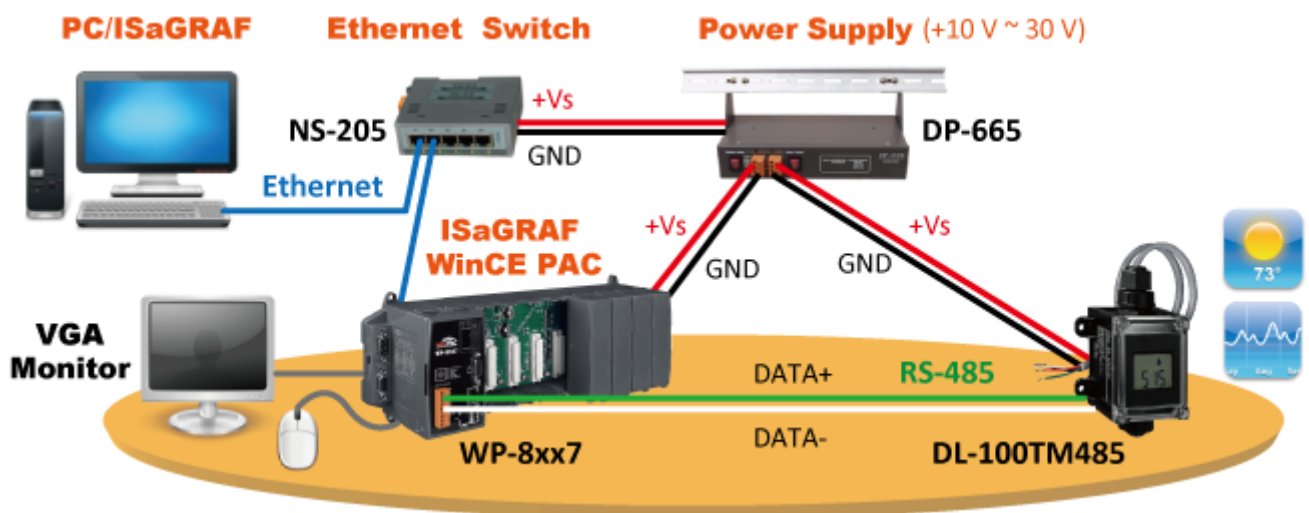 PC/ISaGRAF
Ethernet Switch
Power Supply (+10 V ~ 30 V)
NS-205
+Vs
GND
DP-665
Ethernet
ISaGRAF
WinCE PAC
+Vs
GND
+Vs
GND
73°
VGA
Monitor
DATA+
RS-485
DATA-
WP-8xx7
DL-100TM485